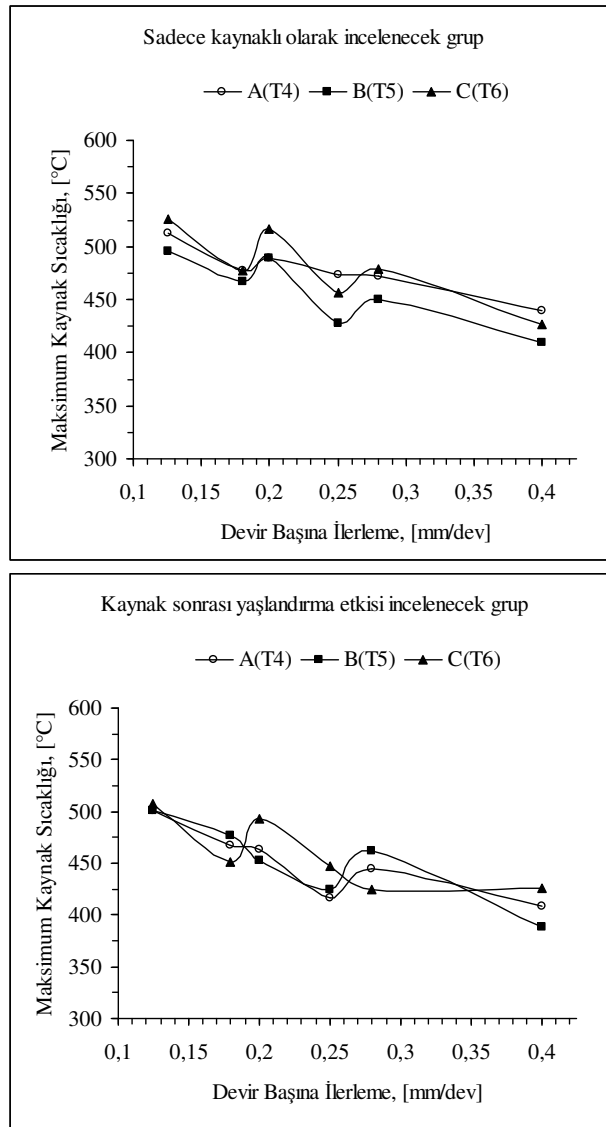 Sadece kaynaklı olarak incelenecek grup
A(T4) B(T5) C(T6)
Maksimum Kaynak Sıcaklığı, [°C]
600
550
500
450
400
350
300
0,1 0,15 0,2 0,25 0,3 0,35 0,4
Devir Başına İlerleme, [mm/dev]
Kaynak sonrası yaşlandırma etkisi incelenecek grup
A(T4) B(T5) C(T6)
Maksimum Kaynak Sıcaklığı, [°C]
600
550
500
450
400
350
300
0,1 0,15 0,2 0,25 0,3 0,35 0,4
Devir Başına İlerleme, [mm/dev]